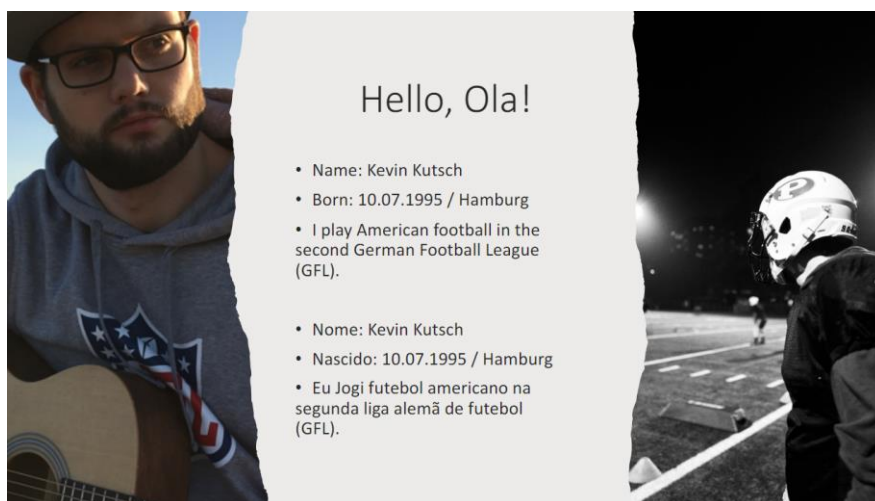 Hello, Ola!
• Name: Kevin Kutsch
• Born: 10.07.1995 / Hamburg
• I play American football in the
second German Football League
(GFL).
• Nome: Kevin Kutsch
• Nascido: 10.07.1995 / Hamburg
• Eu Jogi futebol americano na
segunda liga alemã de futebol
(GFL).
P